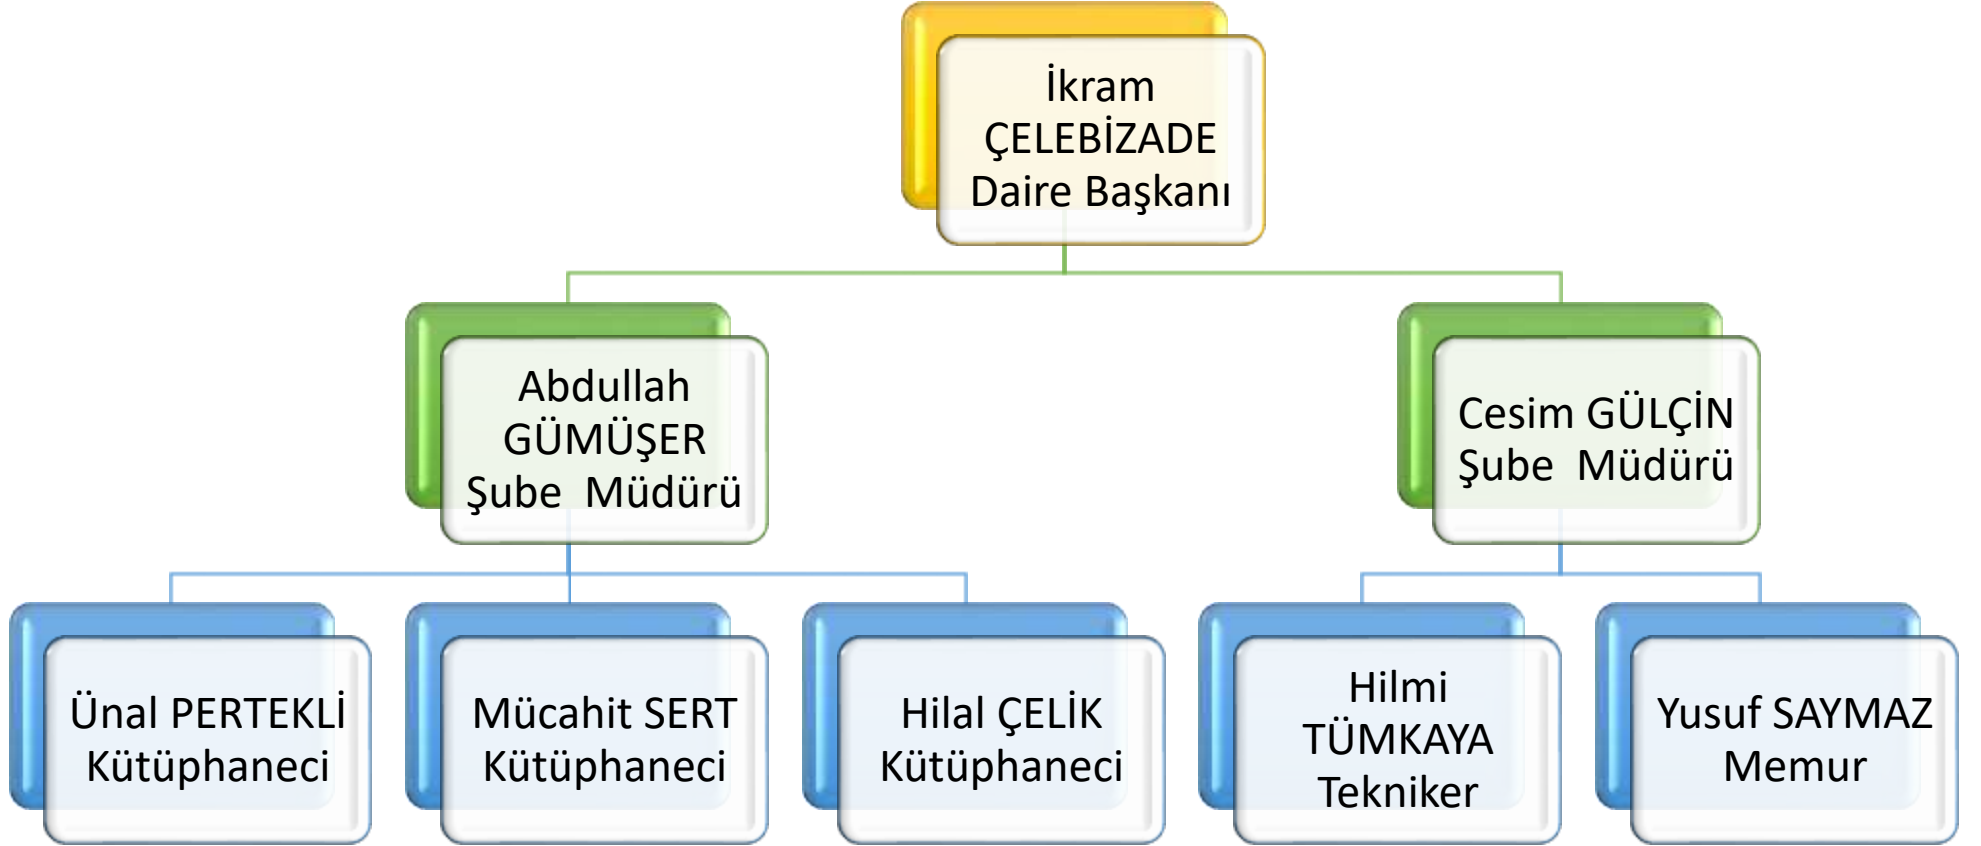 İkram
ÇELEBİZADE
Daire Başkanı
Abdullah
GÜMÜŞER
Şube  Müdürü
Cesim GÜLÇİN
Şube  Müdürü
Ünal PERTEKLİ
Kütüphaneci
Mücahit SERT
Kütüphaneci
Hilal ÇELİK
Kütüphaneci
Hilmi
TÜMKAYA
Tekniker
Yusuf SAYMAZ
Memur